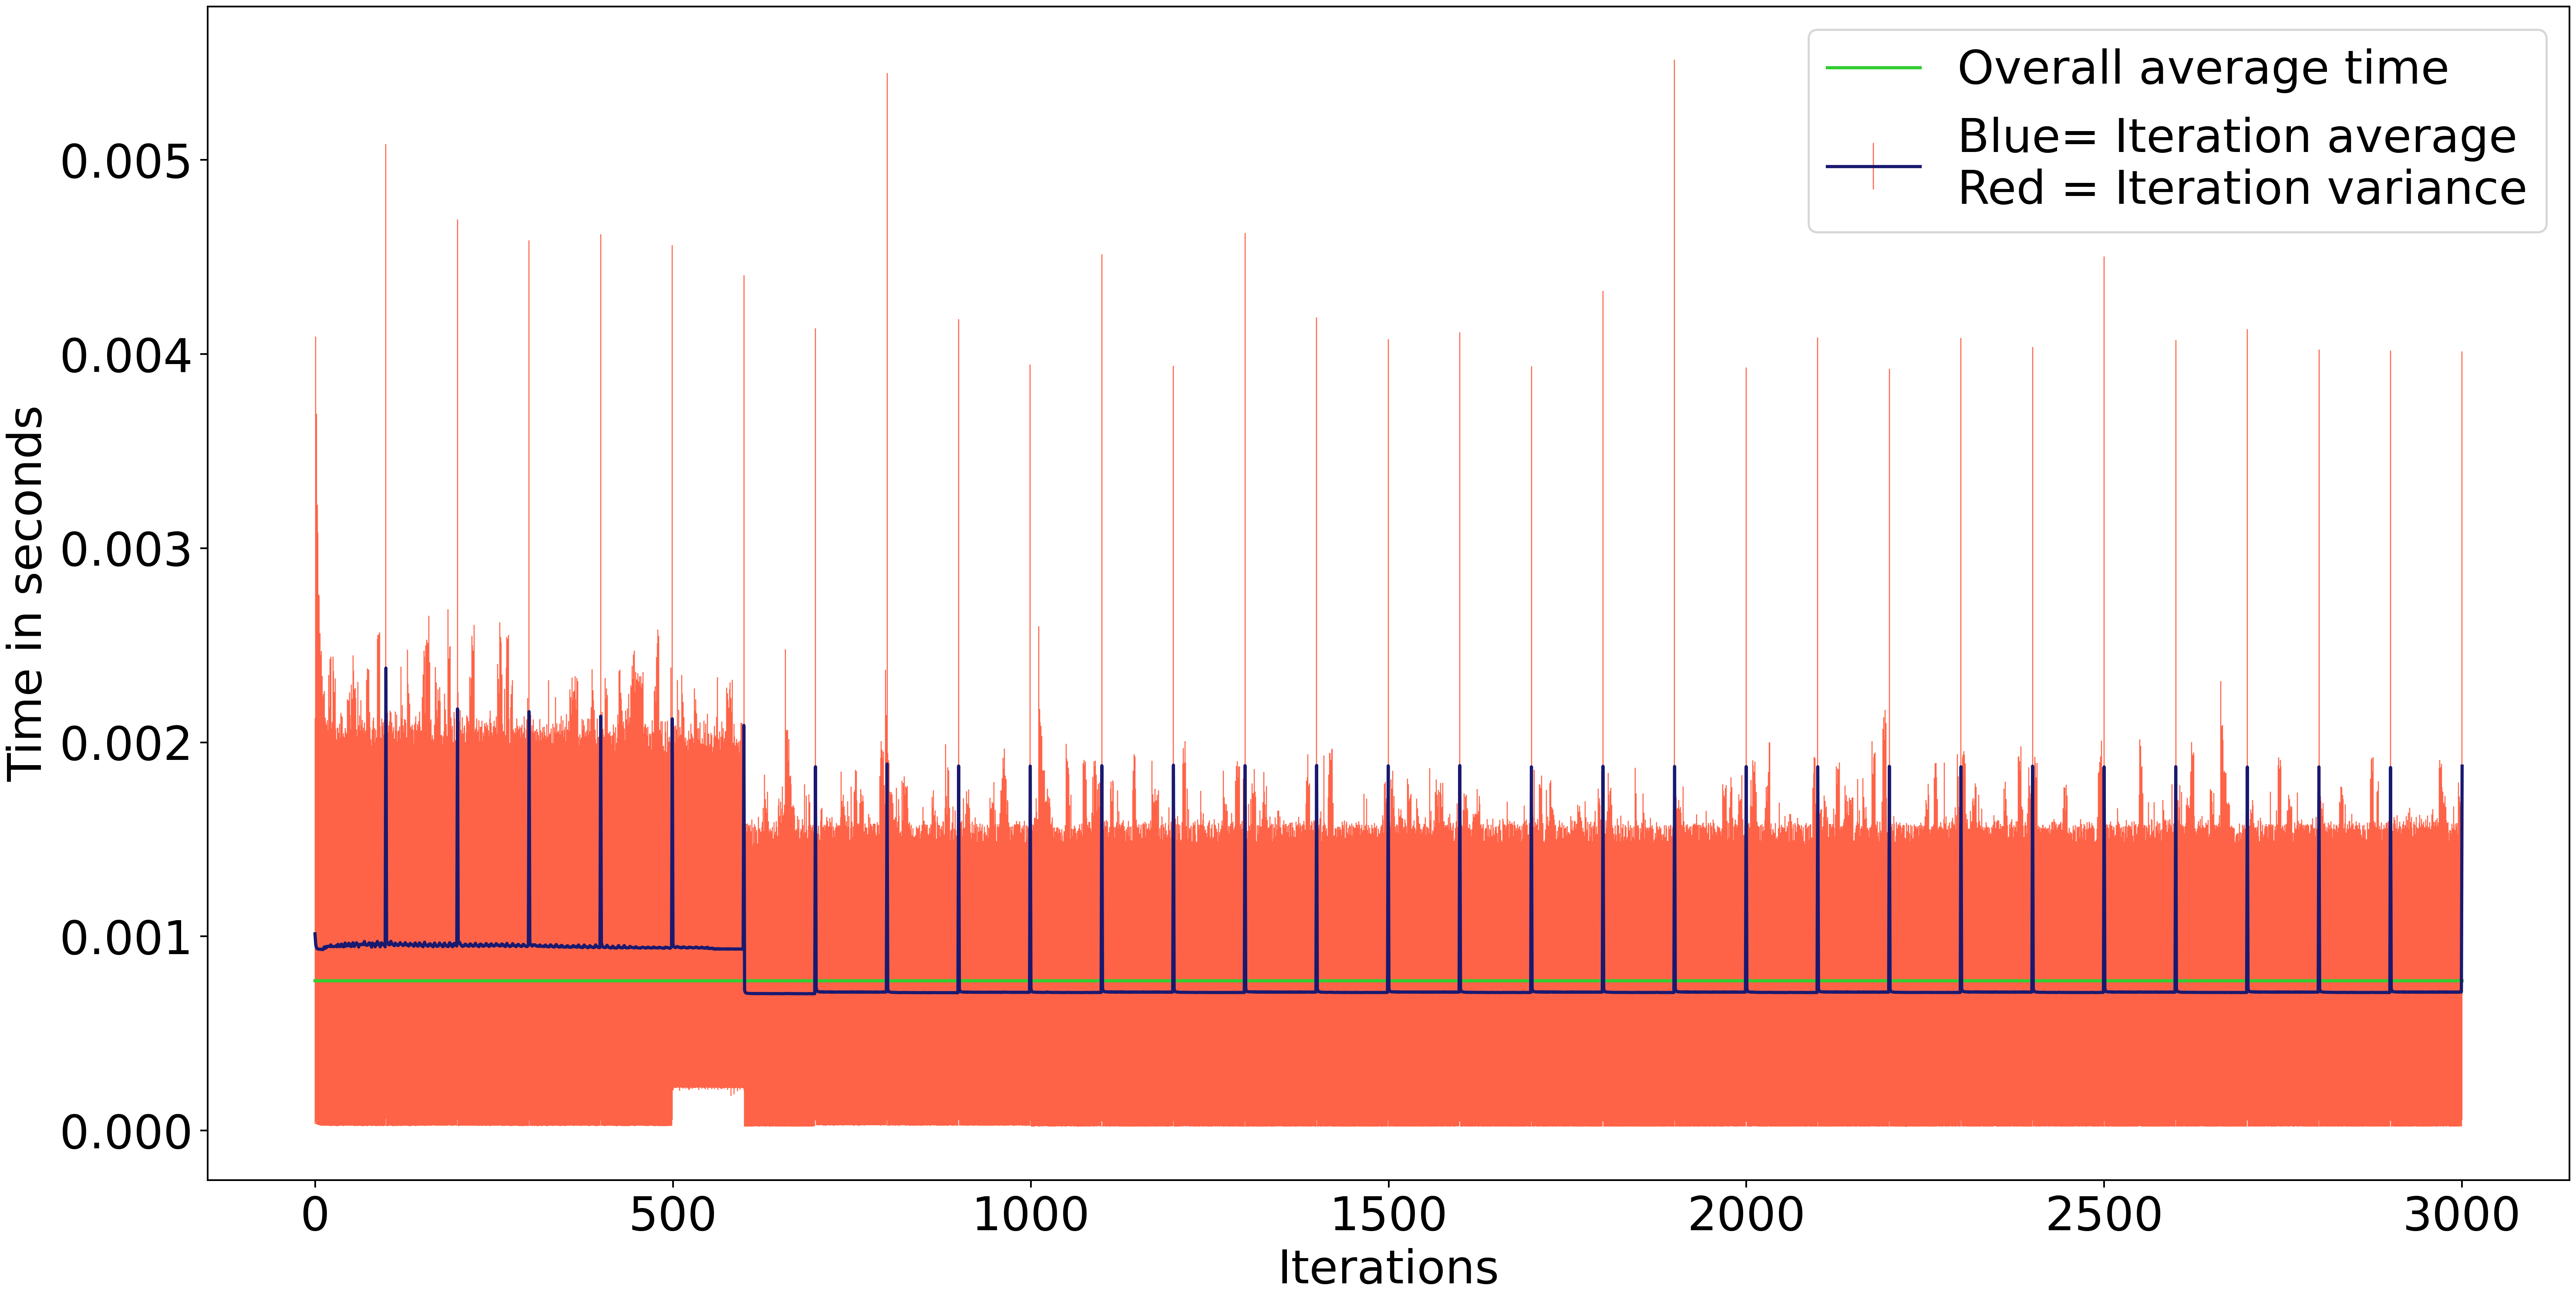 Overall average time
Blue= Iteration average
Red = Iteration variance
Time in seconds
0.005
0.004
0.003
0.002
0.001
0.000
0 500 1000 1500 2000 2500 3000
Iterations